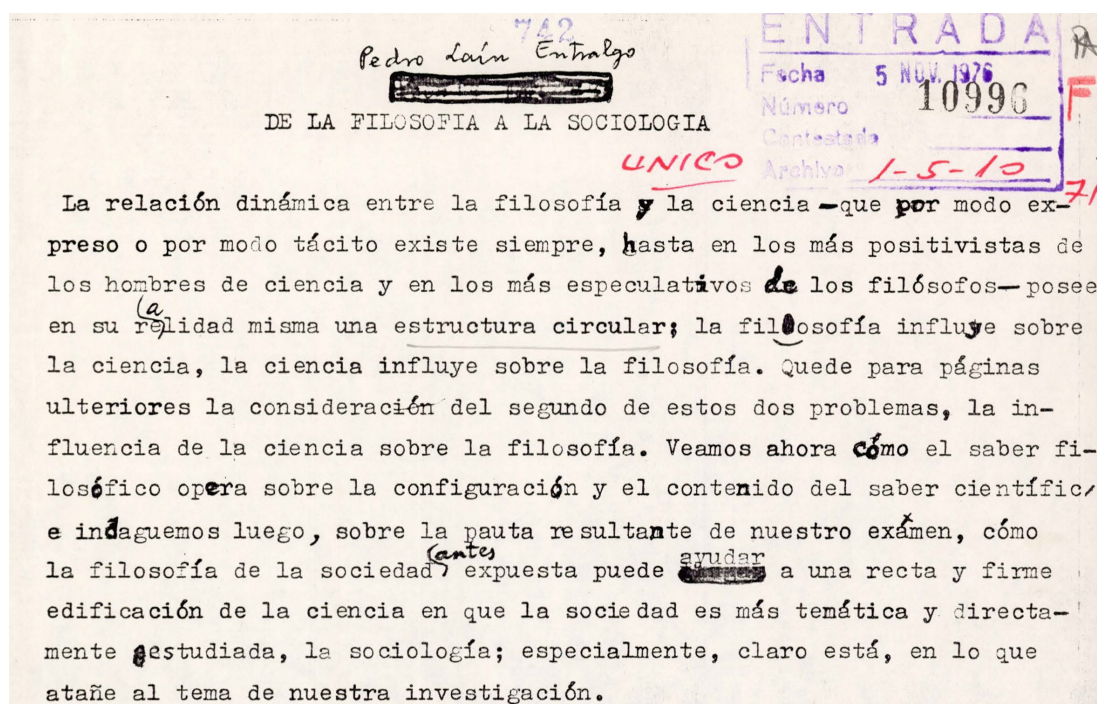 742
Pedro Laín Entralgo
DE LA FILOSOFIA A LA SOCIOLOGIA
ENTRADA
Fecha 5 NOV. 1976
Número 10996
Contestada
Archivo 1-5-10
UNICO
La relación dinámica entre la filosofía y la ciencia —que por modo ex-
preso o por modo tácito existe siempre, hasta en los más positivistas de
los hombres de ciencia y en los más especulativos de los filósofos— posee
en su realidad misma una estructura circular; la filosofía influye sobre
la ciencia, la ciencia influye sobre la filosofía. Quede para páginas
ulteriores la consideración del segundo de estos dos problemas, la in-
fluencia de la ciencia sobre la filosofía. Veamos ahora cómo el saber fi-
losófico opera sobre la configuración y el contenido del saber científic
e indaguemos luego, sobre la pauta resultante de nuestro examen, cómo
la filosofía de la sociedad antes expuesta puede ayudar a una recta y firme
edificación de la ciencia en que la sociedad es más temática y directa-
mente estudiada, la sociología; especialmente, claro está, en lo que
atañe al tema de nuestra investigación.